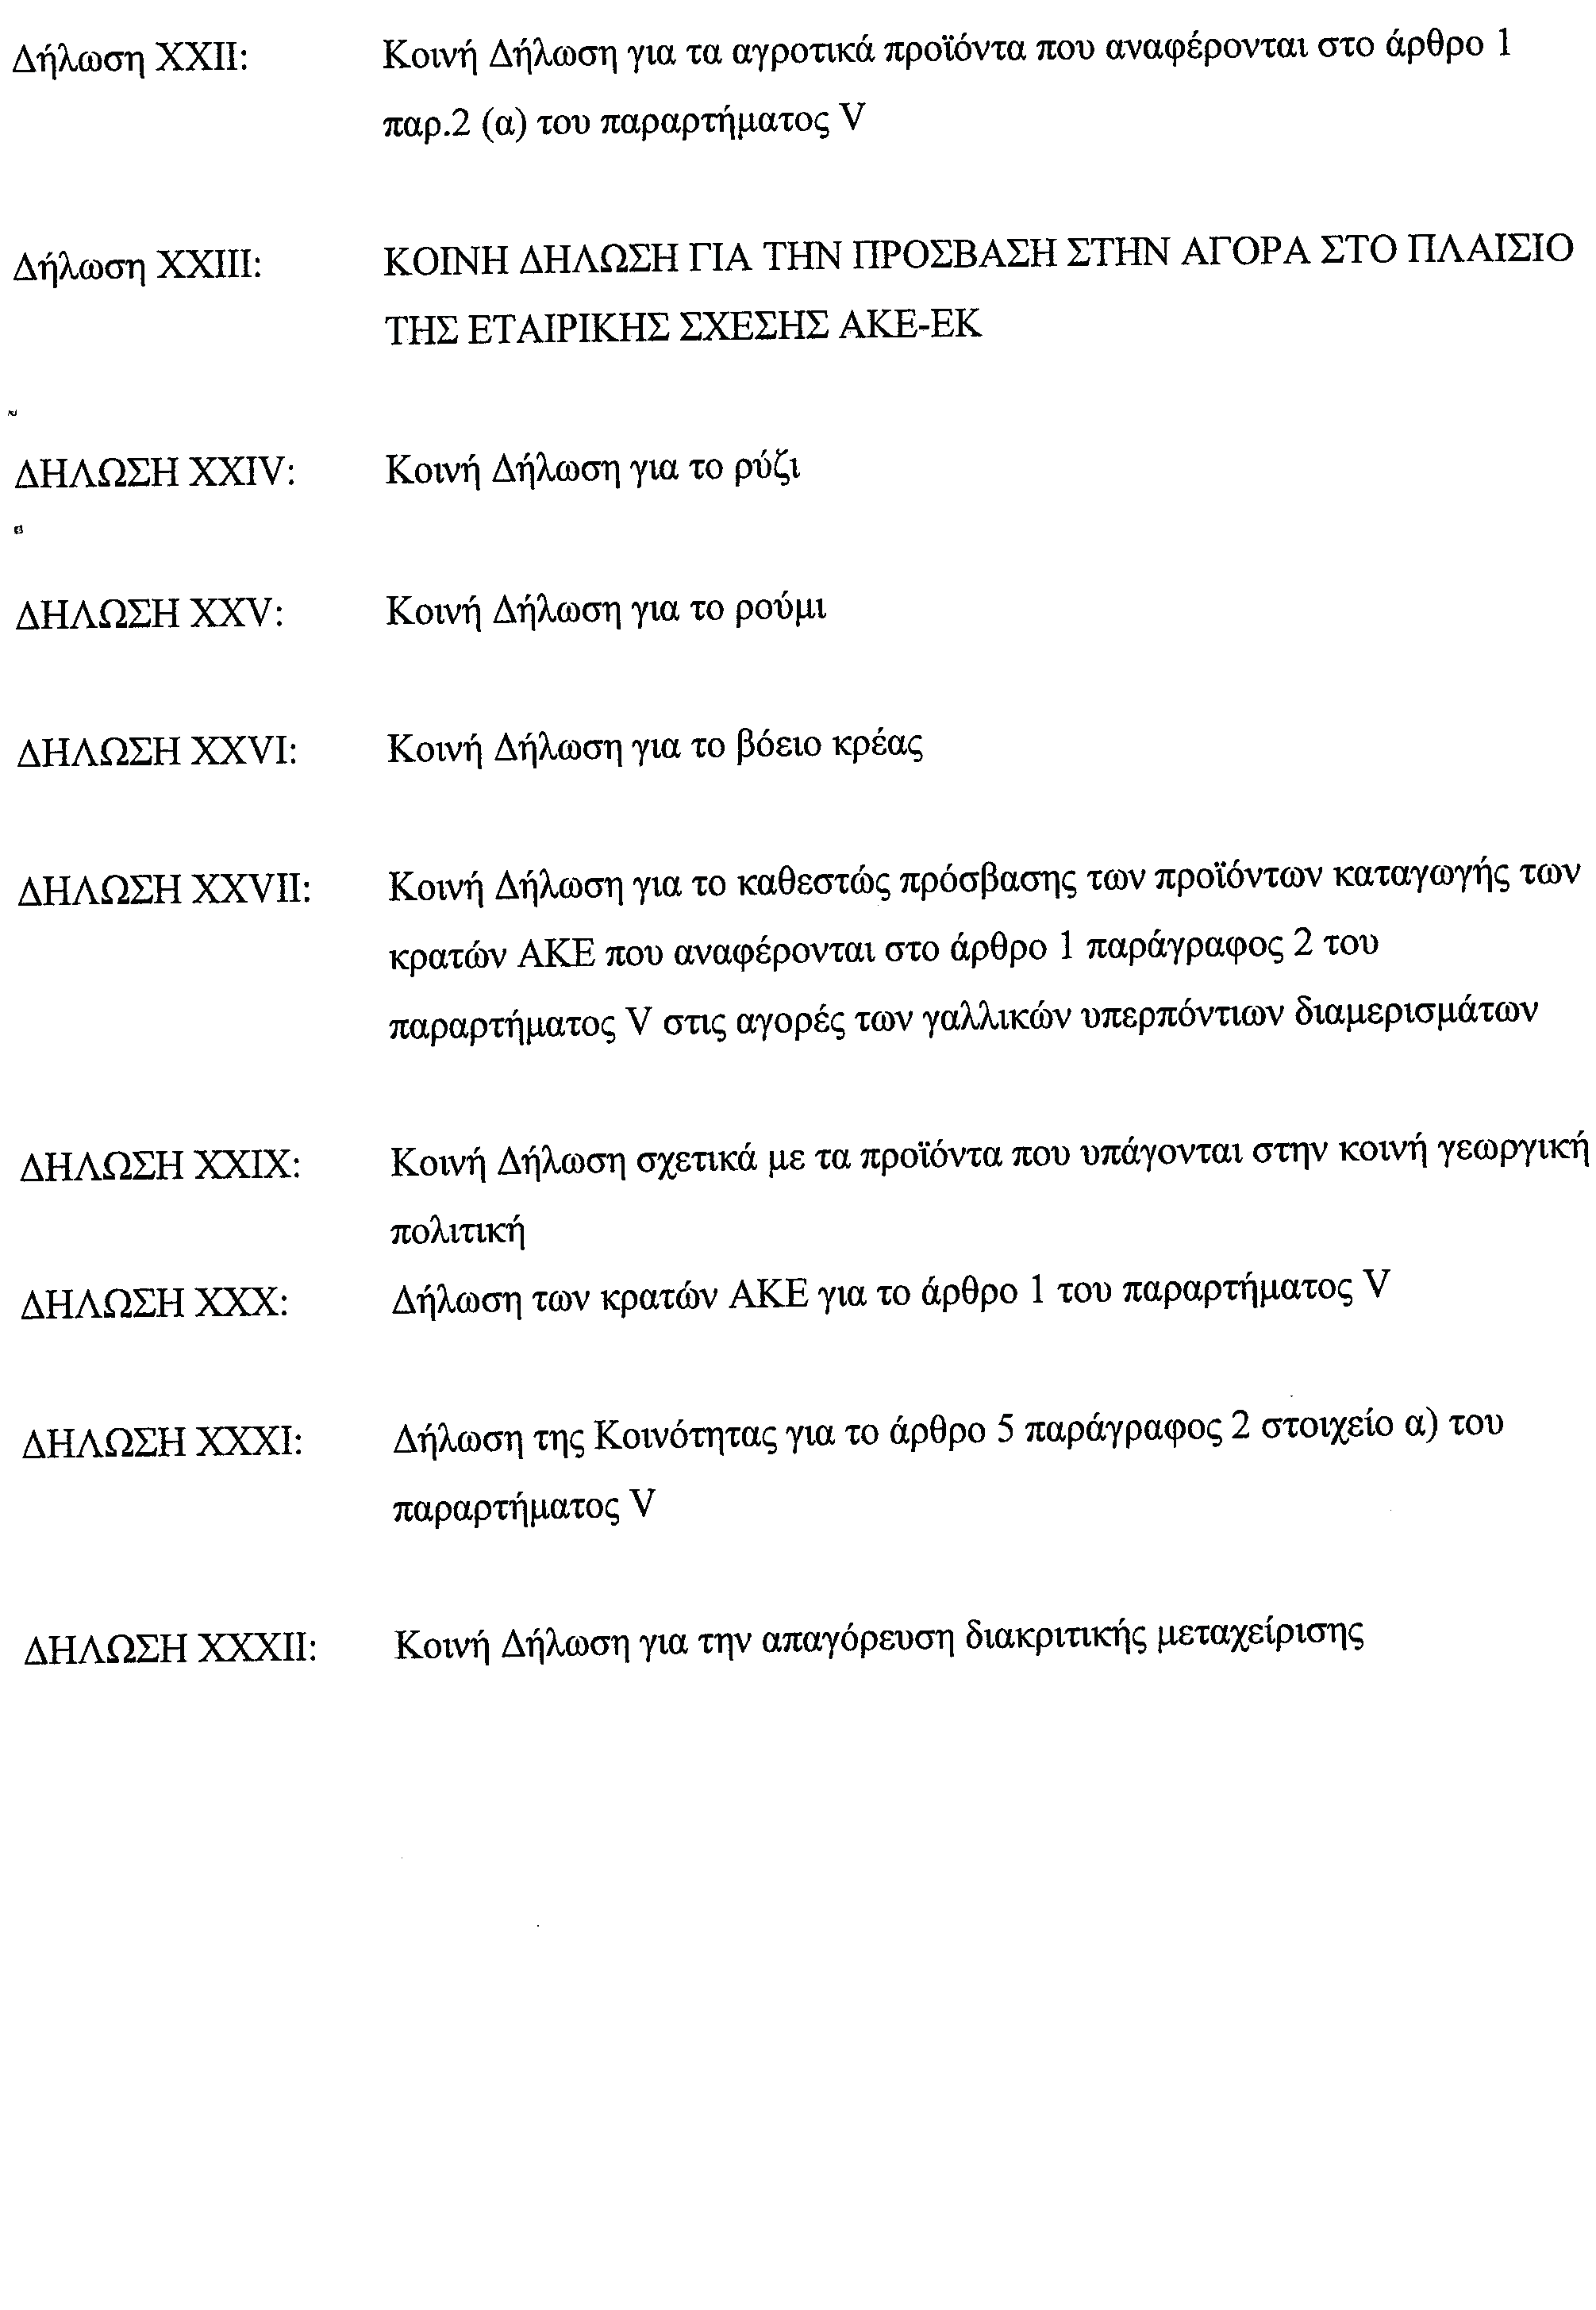 Δήλωση XXII: Κοινή Δήλωση για τα αγροτικά προϊόντα που αναφέρονται στο άρθρο 1
παρ.2 (α) του παραρτήματος V
Δήλωση XXIII: ΚΟΙΝΗ ΔΗΛΩΣΗ ΓΙΑ ΤΗΝ ΠΡΟΣΒΑΣΗ ΣΤΗΝ ΑΓΟΡΑ ΣΤΟ ΠΛΑΙΣΙΟ
ΤΗΣ ΕΤΑΙΡΙΚΗΣ ΣΧΕΣΗΣ ΑΚΕ-ΕΚ
ΔΗΛΩΣΗ XXIV: Κοινή Δήλωση για το ρύζι
ΔΗΛΩΣΗ XXV: Κοινή Δήλωση για το ρούμι
ΔΗΛΩΣΗ XXVI: Κοινή Δήλωση για το βόειο κρέας
ΔΗΛΩΣΗ XXVII: Κοινή Δήλωση για το καθεστώς πρόσβασης των προϊόντων καταγωγής των
κρατών ΑΚΕ που αναφέρονται στο άρθρο 1 παράγραφος 2 του
παραρτήματος V στις αγορές των γαλλικών υπερπόντιων διαμερισμάτων
ΔΗΛΩΣΗ XXIX: Κοινή Δήλωση σχετικά με τα προϊόντα που υπάγονται στην κοινή γεωργική
πολιτική
ΔΗΛΩΣΗ XXX: Δήλωση των κρατών ΑΚΕ για το άρθρο 1 του παραρτήματος V
ΔΗΛΩΣΗ XXXI: Δήλωση της Κοινότητας για το άρθρο 5 παράγραφος 2 στοιχείο α) του
παραρτήματος V
ΔΗΛΩΣΗ XXXII: Κοινή Δήλωση για την απαγόρευση διακριτικής μεταχείρισης